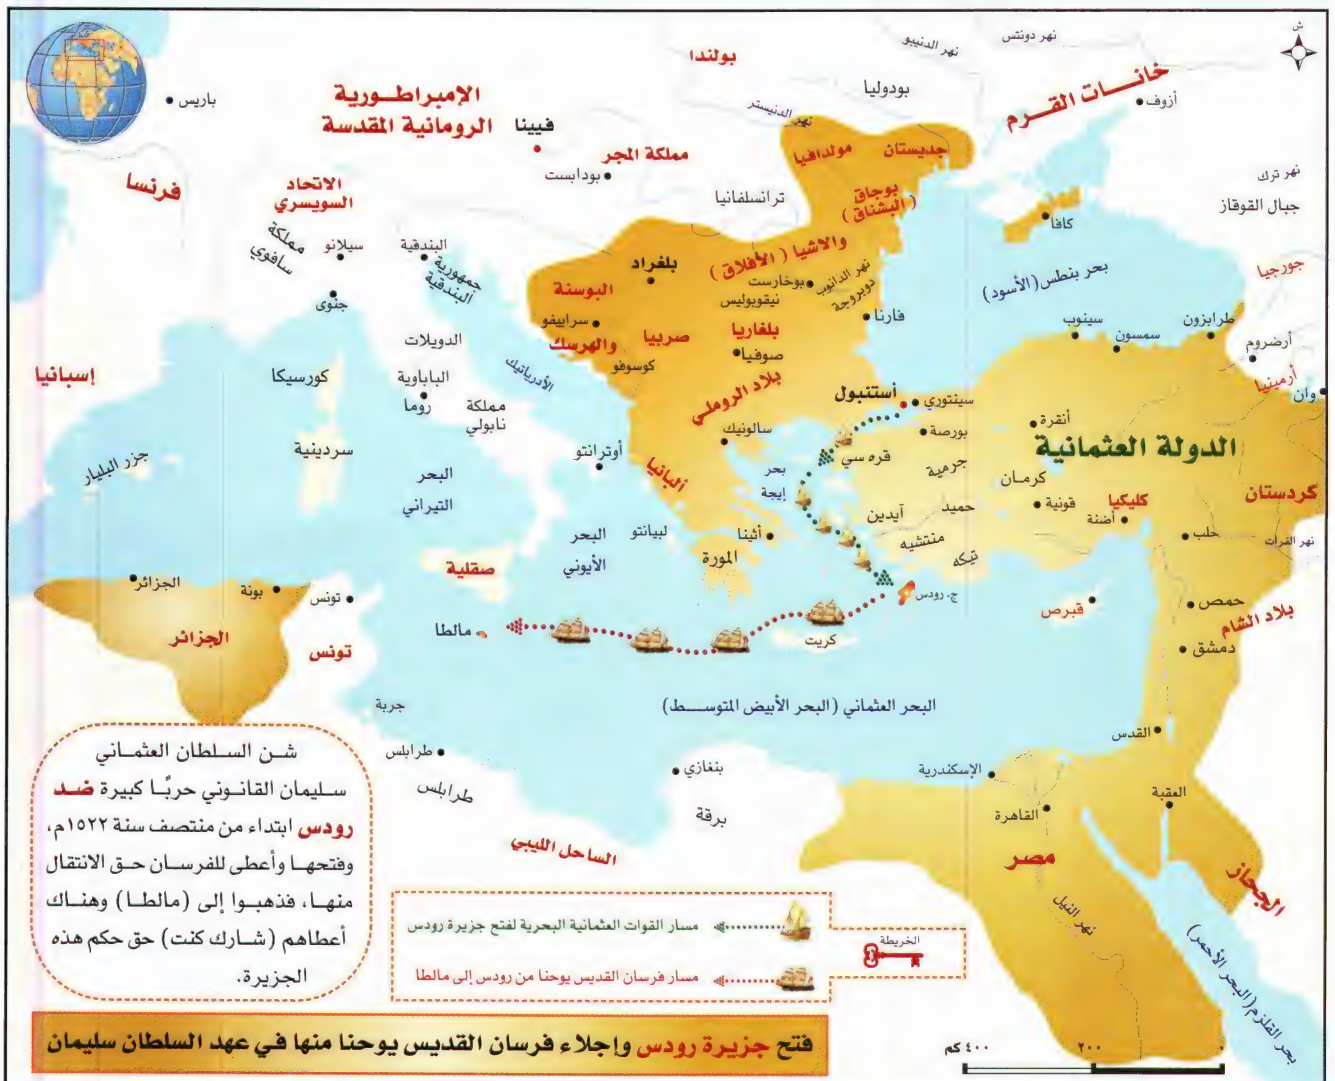 ش
نهر دونتس
نهر الدنيبو
بولندا
خانات القرم
أزوف
بودوليا
نهر الدنيستر
باريس
الإمبراطورية
الرومانية المقدسة
فيينا
مملكة المجر
بودابست
مولدافيا
جديستان
بوجاق
(البشناق)
ترانسلفانيا
نهر ترك
جبال القوقاز
كافا
فرنسا
الاتحاد
السويسري
مملكة
سافوي
سيلانو
البندقية
جمهورية
البندقية
جنوى
بلغراد
والاشيا (الأفلاق)
البوسنة
والهرسك
سراييفو
بوخارست
نيقوبوليس
نهر الدانوب
دوبروجة
فارنا
بحر بنطس (الأسود)
جورجيا
طرابزون
سينوب
سمسون
أرضروم
أرمينيا
وان
صربيا
بلغاريا
صوفيا
كوسوفو
الدويلات
الباباوية
روما
الأدرياتيك
إسبانيا
كورسيكا
مملكة
نابولي
بلاد الروملي
أستنبول
سينتوري
أنقرة
بورصة
الدولة العثمانية
سالونيك
سردينية
جزر البليار
أوترانتو
ألبانيا
قره سي
جرمية
كرمان
كردستان
البحر
التيراني
بحر
إيجة
آيدين
حميد
قونية
كليكيا
أضنة
البحر
الأيوني
ليبانتو
أثينا
منتشيه
تيكه
حلب
نهر الفرات
المورة
صقلية
ج. رودس
قبرص
حمص
بلاد الشام
دمشق
الجزائر
بونة
تونس
الجزائر
تونس
مالطا
كريت
البحر العثماني (البحر الأبيض المتوسط)
جربة
طرابلس
طرابلس
بنغازي
برقة
الساحل الليبي
الإسكندرية
القاهرة
القدس
العقبة
مصر
نهر النيل
الحجاز
بحر القلزم (البحر الأحمر)
شن السلطان العثماني
سليمان القانوني حربًا كبيرة ضد
رودس ابتداء من منتصف سنة ١٥٢٢م،
وفتحها وأعطى للفرسان حق الانتقال
منها، فذهبوا إلى (مالطا) وهناك
أعطاهم (شارك كنت) حق حكم هذه
الجزيرة.
الخريطة
مسار القوات العثمانية البحرية لفتح جزيرة رودس
مسار فرسان القديس يوحنا من رودس إلى مالطا
فتح جزيرة رودس وإجلاء فرسان القديس يوحنا منها في عهد السلطان سليمان
٠ ٢٠٠ ٤٠٠ كم